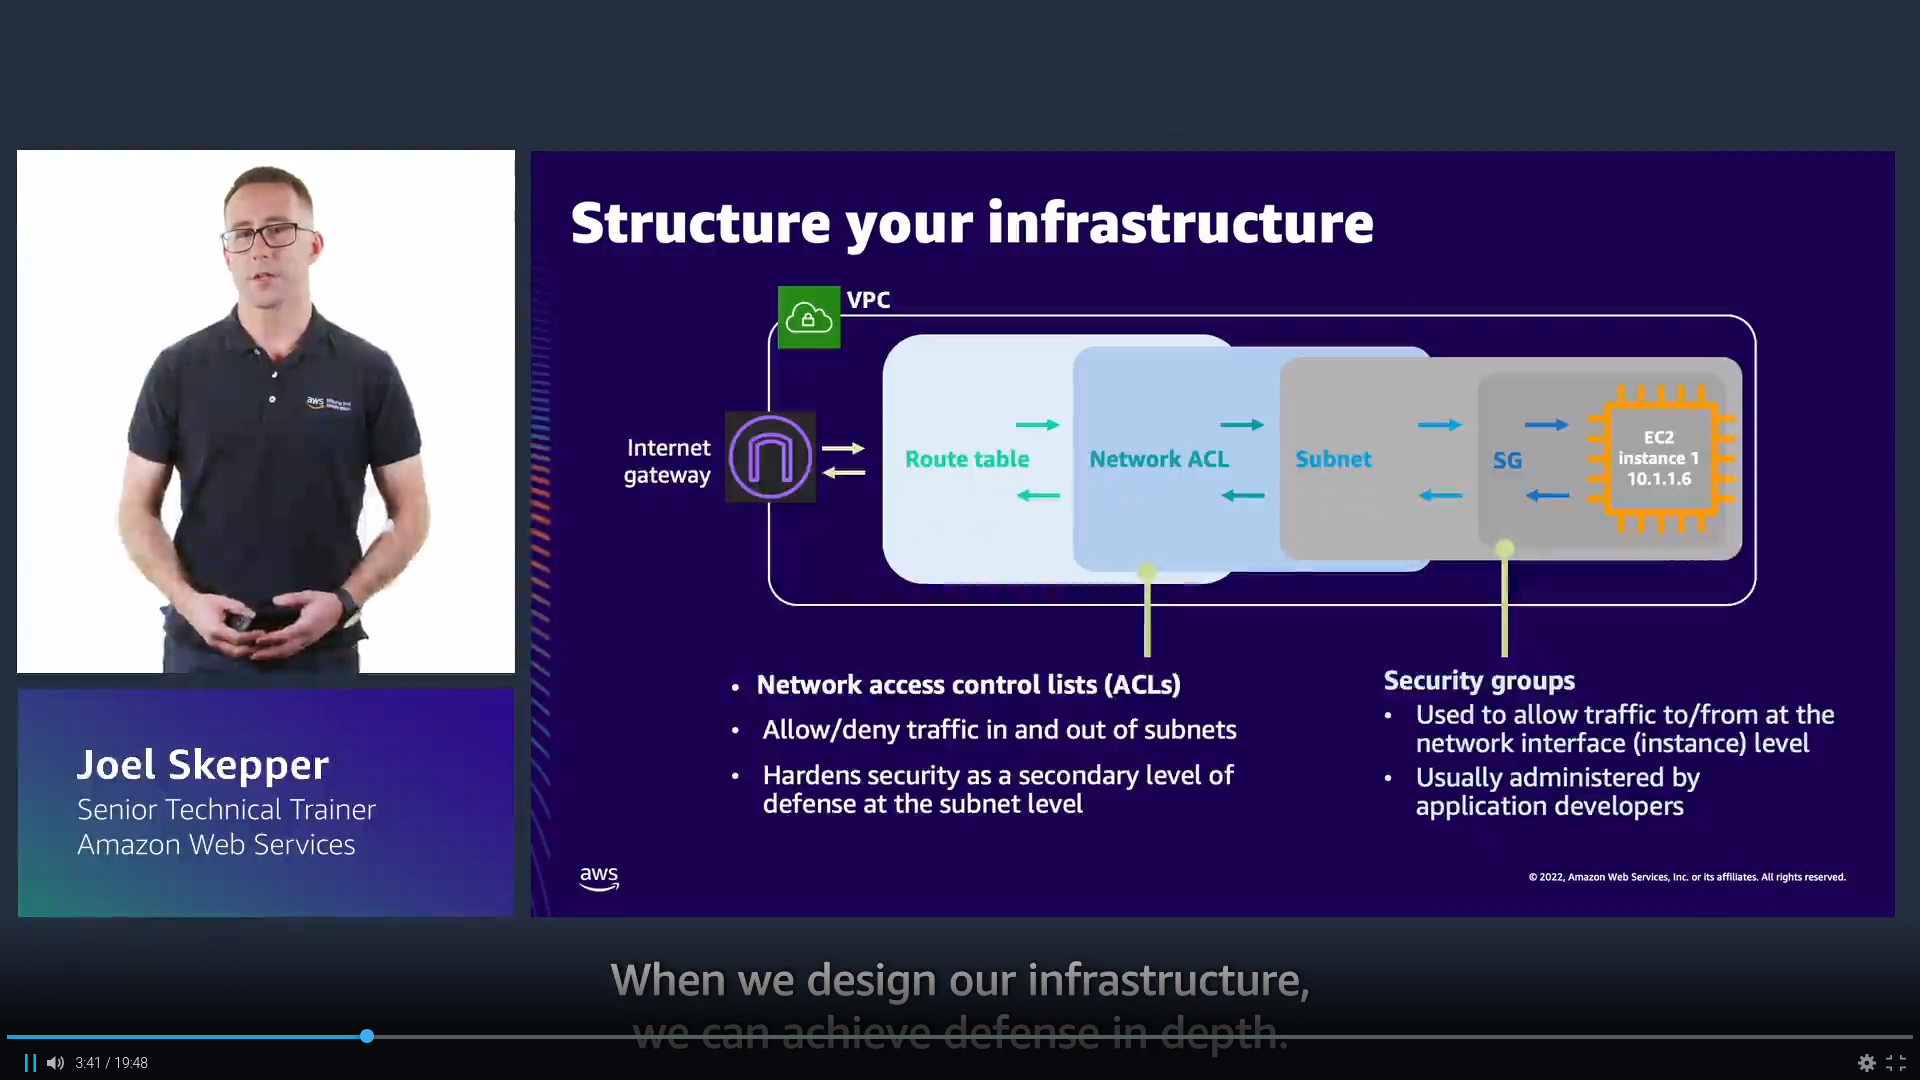 Structure your infrastructure
VPC
Internet
gateway
Route table
Network ACL
Subnet
SG
EC2
instance 1
10.1.1.6
• Network access control lists (ACLs)
• Allow/deny traffic in and out of subnets
• Hardens security as a secondary level of
defense at the subnet level
Security groups
• Used to allow traffic to/from at the
network interface (instance) level
• Usually administered by
application developers
aws
© 2022, Amazon Web Services, Inc. or its affiliates. All rights reserved.
aws
Joel Skepper
Senior Technical Trainer
Amazon Web Services
When we design our infrastructure,
we can achieve defense in depth.
3:41 / 19:48